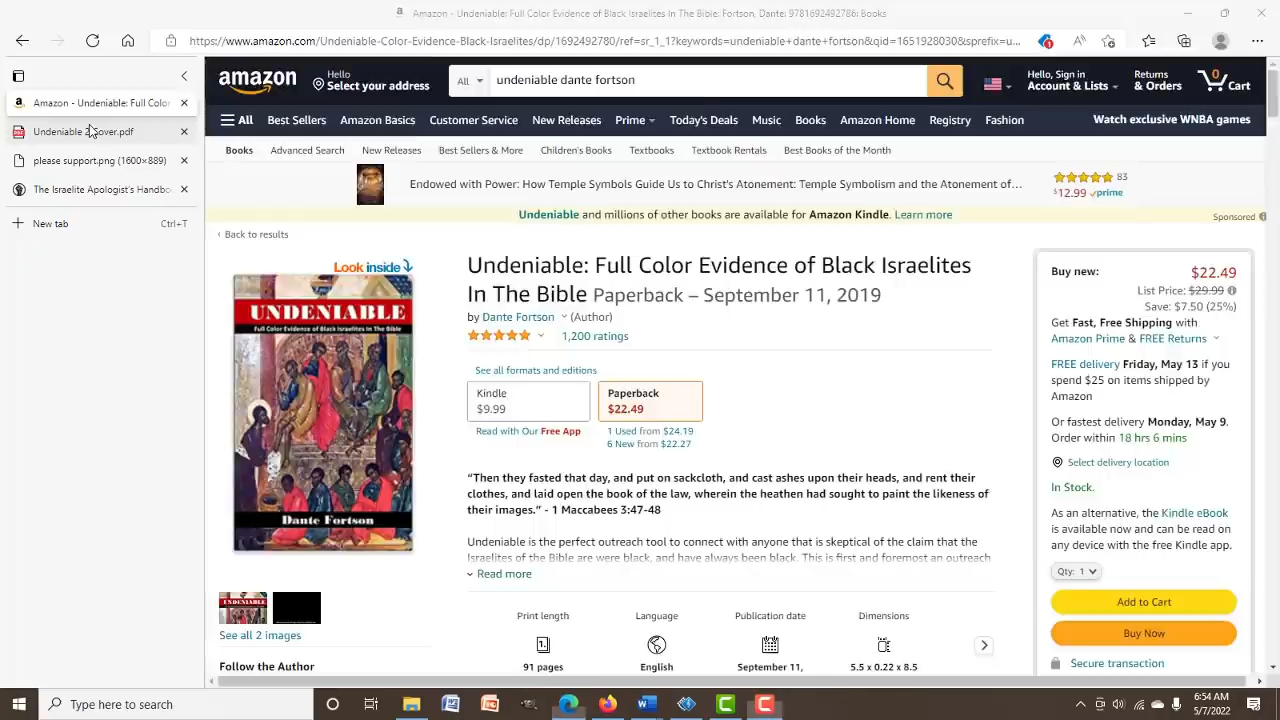 Amazon - Undeniable: Full Color Evidence of Black Israelites In The Bible: Fortson, Dante: 9781692492786: Books
https://www.amazon.com/Undeniable-Color-Evidence-Black-Israelites/dp/1692492780/ref=sr_1_1?keywords=undeniable+dante+fortson&qid=1651928030&sprefix=u...
1
Amazon - Undeniable: Full Color
over.pdf
please support.png (1600×889)
The Israelite Apologist's Handbo
New tab Ctrl+T
amazon
Hello
Select your address
All undeniable dante fortson
Hello, Sign in
Account & Lists
Returns
& Orders
0
Cart
All Best Sellers Amazon Basics Customer Service New Releases Prime Today's Deals Music Books Amazon Home Registry Fashion Watch exclusive WNBA games
Books Advanced Search New Releases Best Sellers & More Children's Books Textbooks Textbook Rentals Best Books of the Month
Endowed with Power: How Temple Symbols Guide Us to Christ's Atonement: Temple Symbolism and the Atonement of...
83
$12.99 prime
Undeniable and millions of other books are available for Amazon Kindle. Learn more
Sponsored
‹ Back to results
Look inside
UNDENIABLE
Full Color Evidence of Black Israelites In The Bible
Dante Fortson
UNDENIABLE
See all 2 images
Follow the Author
Undeniable: Full Color Evidence of Black Israelites
In The Bible Paperback – September 11, 2019
by Dante Fortson (Author)
1,200 ratings
See all formats and editions
Kindle
$9.99
Read with Our Free App
Paperback
$22.49
1 Used from $24.19
6 New from $22.27
“Then they fasted that day, and put on sackcloth, and cast ashes upon their heads, and rent their
clothes, and laid open the book of the law, wherein the heathen had sought to paint the likeness of
their images.” - 1 Maccabees 3:47-48
Undeniable is the perfect outreach tool to connect with anyone that is skeptical of the claim that the
Israelites of the Bible are were black, and have always been black. This is first and foremost an outreach
Read more
Print length
91 pages
Language
English
Publication date
September 11,
Dimensions
5.5 x 0.22 x 8.5
Buy new: $22.49
List Price: $29.99
Save: $7.50 (25%)
Get Fast, Free Shipping with
Amazon Prime & FREE Returns
FREE delivery Friday, May 13 if you
spend $25 on items shipped by
Amazon
Or fastest delivery Monday, May 9.
Order within 18 hrs 6 mins
Select delivery location
In Stock.
As an alternative, the Kindle eBook
is available now and can be read on
any device with the free Kindle app.
Qty: 1
Add to Cart
Buy Now
Secure transaction
Type here to search
6:54 AM
5/7/2022